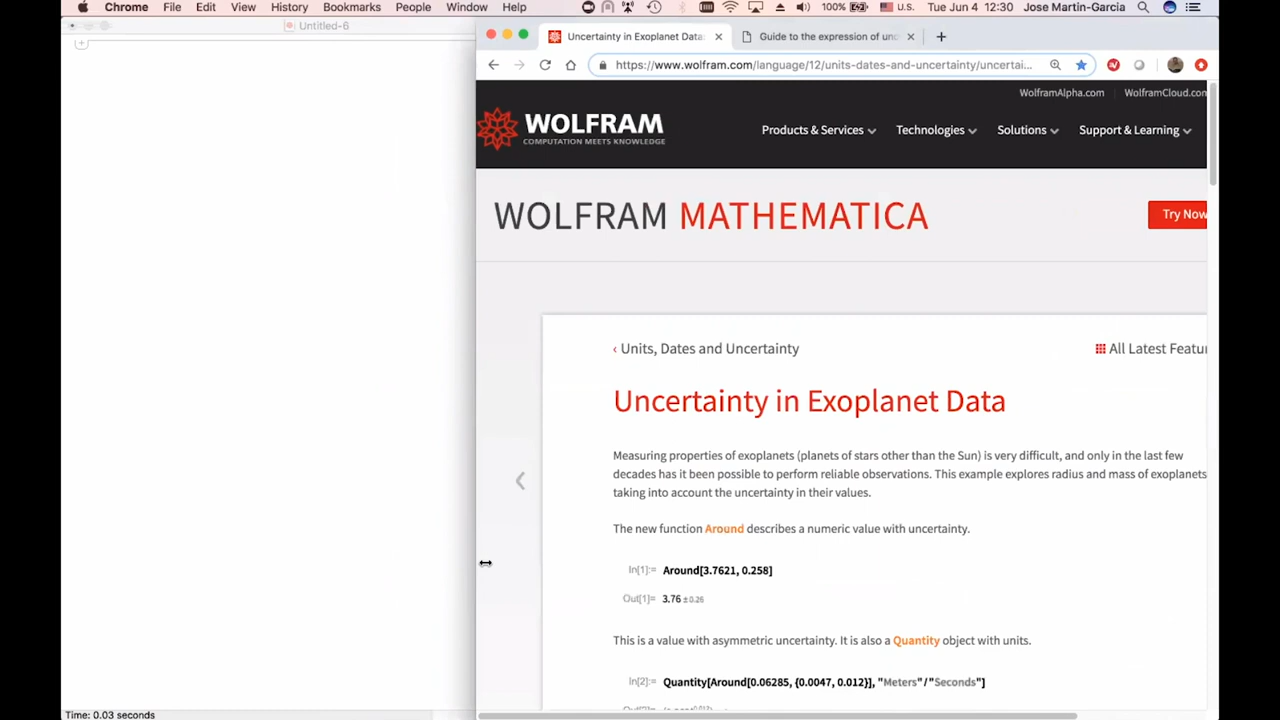 Chrome File Edit View History Bookmarks People Window Help 100% U.S. Tue Jun 4 12:30 Jose Martin-Garcia
Untitled-6
Uncertainty in Exoplanet Data: Guide to the expression of unc
https://www.wolfram.com/language/12/units-dates-and-uncertainty/uncertai...
WolframAlpha.com WolframCloud.com
WOLFRAM
COMPUTATION MEETS KNOWLEDGE
Products & Services Technologies Solutions Support & Learning
WOLFRAM MATHEMATICA
Try Now
‹ Units, Dates and Uncertainty All Latest Featur
Uncertainty in Exoplanet Data
Measuring properties of exoplanets (planets of stars other than the Sun) is very difficult, and only in the last few
decades has it been possible to perform reliable observations. This example explores radius and mass of exoplanets
taking into account the uncertainty in their values.
The new function Around describes a numeric value with uncertainty.
In[1]:= Around[3.7621, 0.258]
Out[1]= 3.76 ± 0.26
This is a value with asymmetric uncertainty. It is also a Quantity object with units.
In[2]:= Quantity[Around[0.06285, {0.0047, 0.012}], "Meters"/"Seconds"]
Time: 0.03 seconds